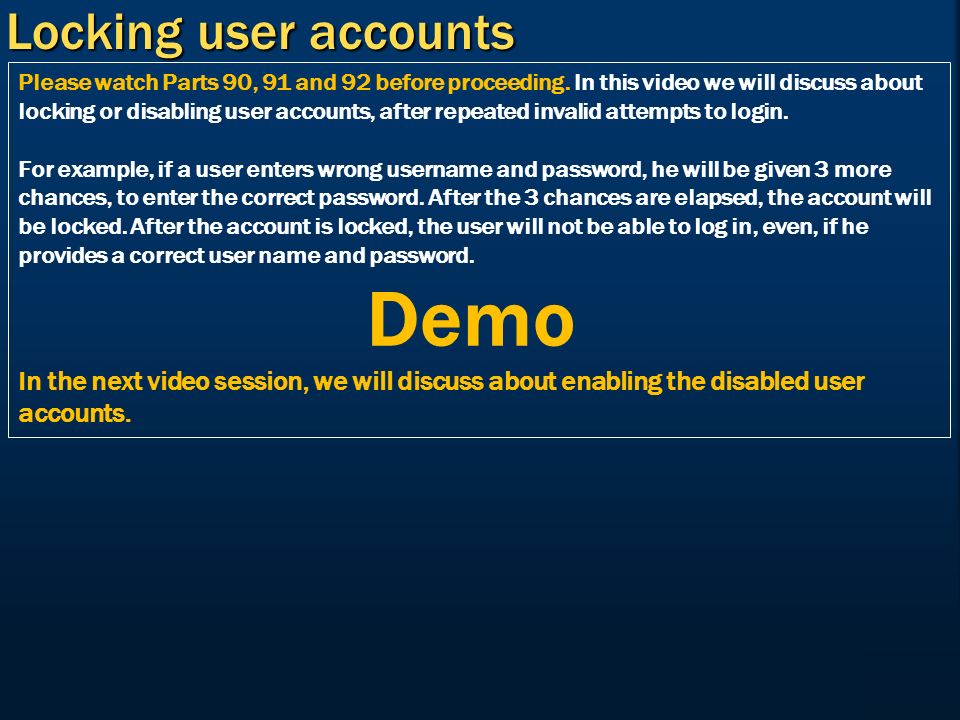 Locking user accounts
Please watch Parts 90, 91 and 92 before proceeding. In this video we will discuss about
locking or disabling user accounts, after repeated invalid attempts to login.
For example, if a user enters wrong username and password, he will be given 3 more
chances, to enter the correct password. After the 3 chances are elapsed, the account will
be locked. After the account is locked, the user will not be able to log in, even, if he
provides a correct user name and password.
Demo
In the next video session, we will discuss about enabling the disabled user
accounts.